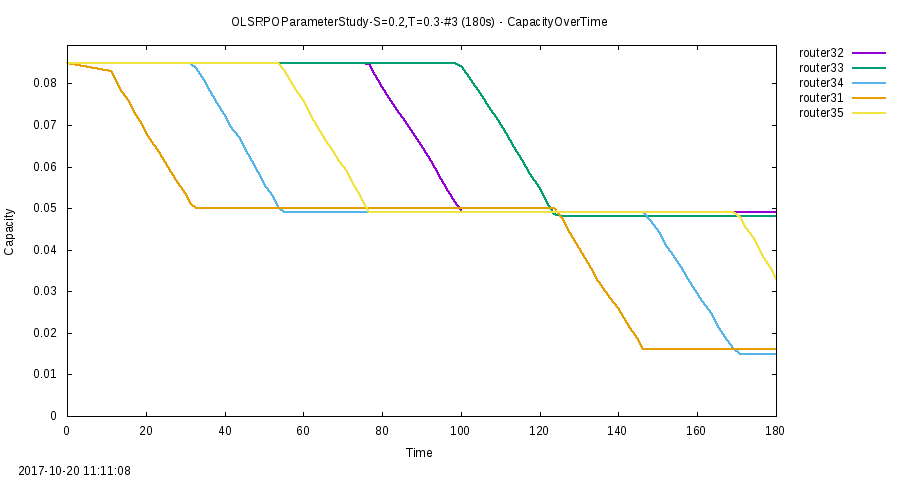 OLSRPOParameterStudy-S=0.2,T=0.3-#3 (180s) - CapacityOverTime
router32
router33
router34
router31
router35
0.08
0.07
0.06
0.05
0.04
0.03
0.02
0.01
0
Capacity
0 20 40 60 80 100 120 140 160 180
Time
2017-10-20 11:11:08